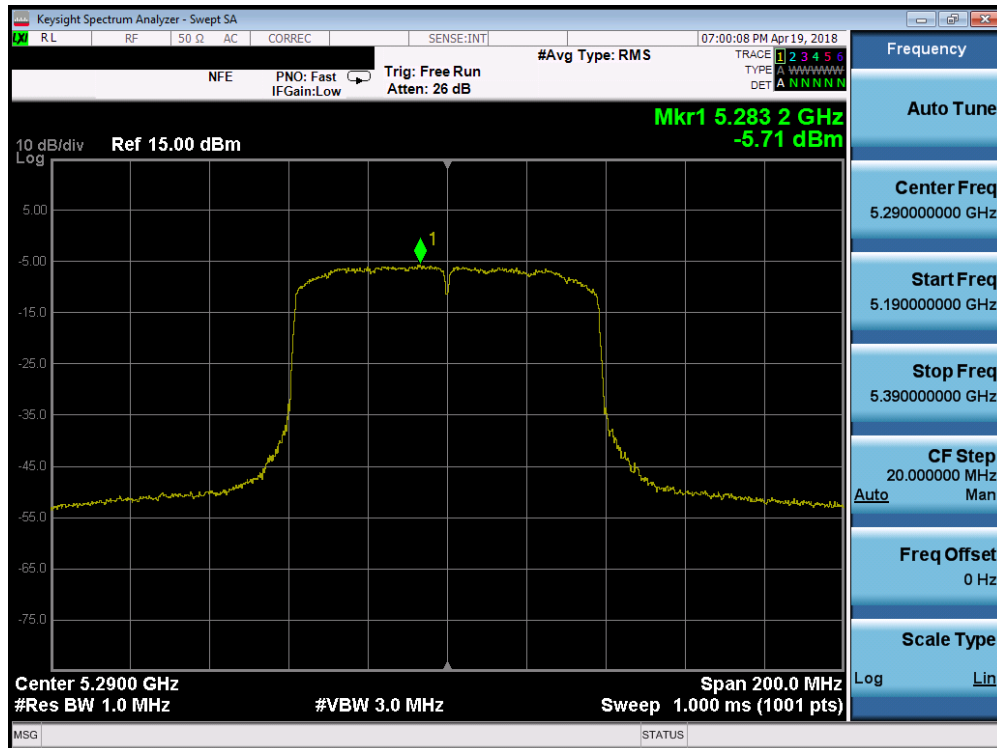 Keysight Spectrum Analyzer - Swept SA
LXI RL RF 50 Ω AC CORREC SENSE:INT 07:00:08 PM Apr 19, 2018
NFE PNO: Fast Trig: Free Run #Avg Type: RMS TRACE 1 2 3 4 5 6
IFGain:Low Atten: 26 dB TYPE A WWWWW
DET A N N N N N
Mkr1 5.283 2 GHz
-5.71 dBm
10 dB/div Ref 15.00 dBm
Log
1
5.00
-5.00
-15.0
-25.0
-35.0
-45.0
-55.0
-65.0
-75.0
Center 5.2900 GHz Span 200.0 MHz
#Res BW 1.0 MHz #VBW 3.0 MHz Sweep 1.000 ms (1001 pts)
MSG STATUS
Frequency
Auto Tune
Center Freq
5.290000000 GHz
Start Freq
5.190000000 GHz
Stop Freq
5.390000000 GHz
CF Step
20.000000 MHz
Auto Man
Freq Offset
0 Hz
Scale Type
Log Lin